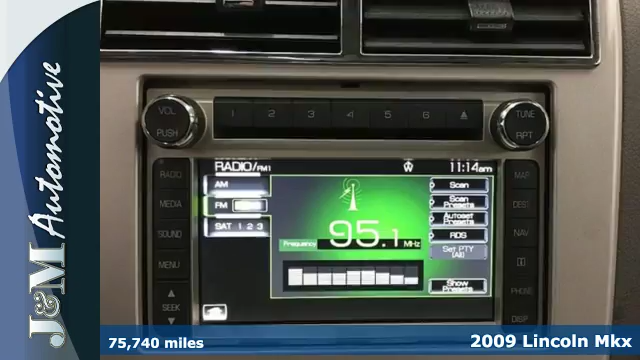 J&M Automotive
VOL
PUSH
1 2 3 4 5 6
TUNE
RPT
RADIO
MEDIA
SOUND
MENU
SEEK
RADIO/FM1
W
11:14am
AM
FM
SAT 1 2 3
Frequency
95.1 MHz
Scan
Scan
Presets
Autoset
Presets
RDS
Set PTY
(All)
Show
Presets
MAP
DEST
NAV
PHONE
DISP
75,740 miles
2009 Lincoln Mkx